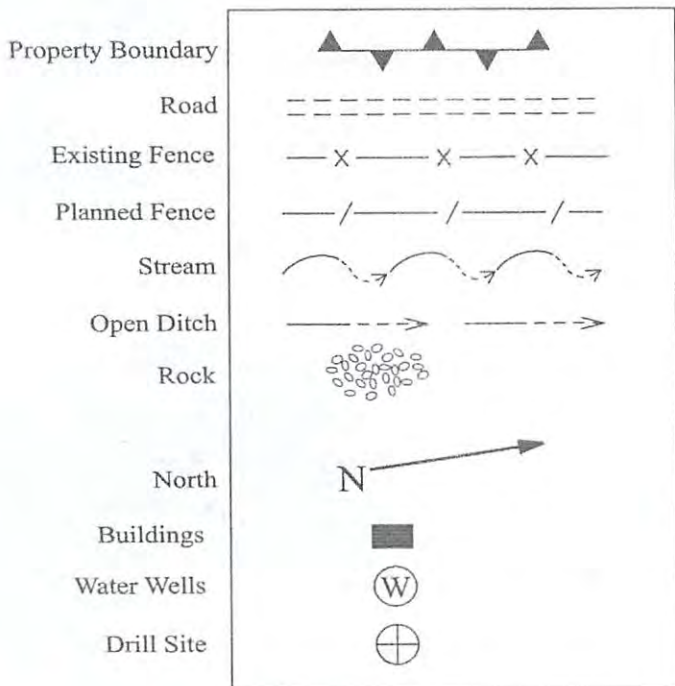 Property Boundary
Road
Existing Fence
X X X
Planned Fence
Stream
Open Ditch
Rock
North
N
Buildings
Water Wells
W
Drill Site